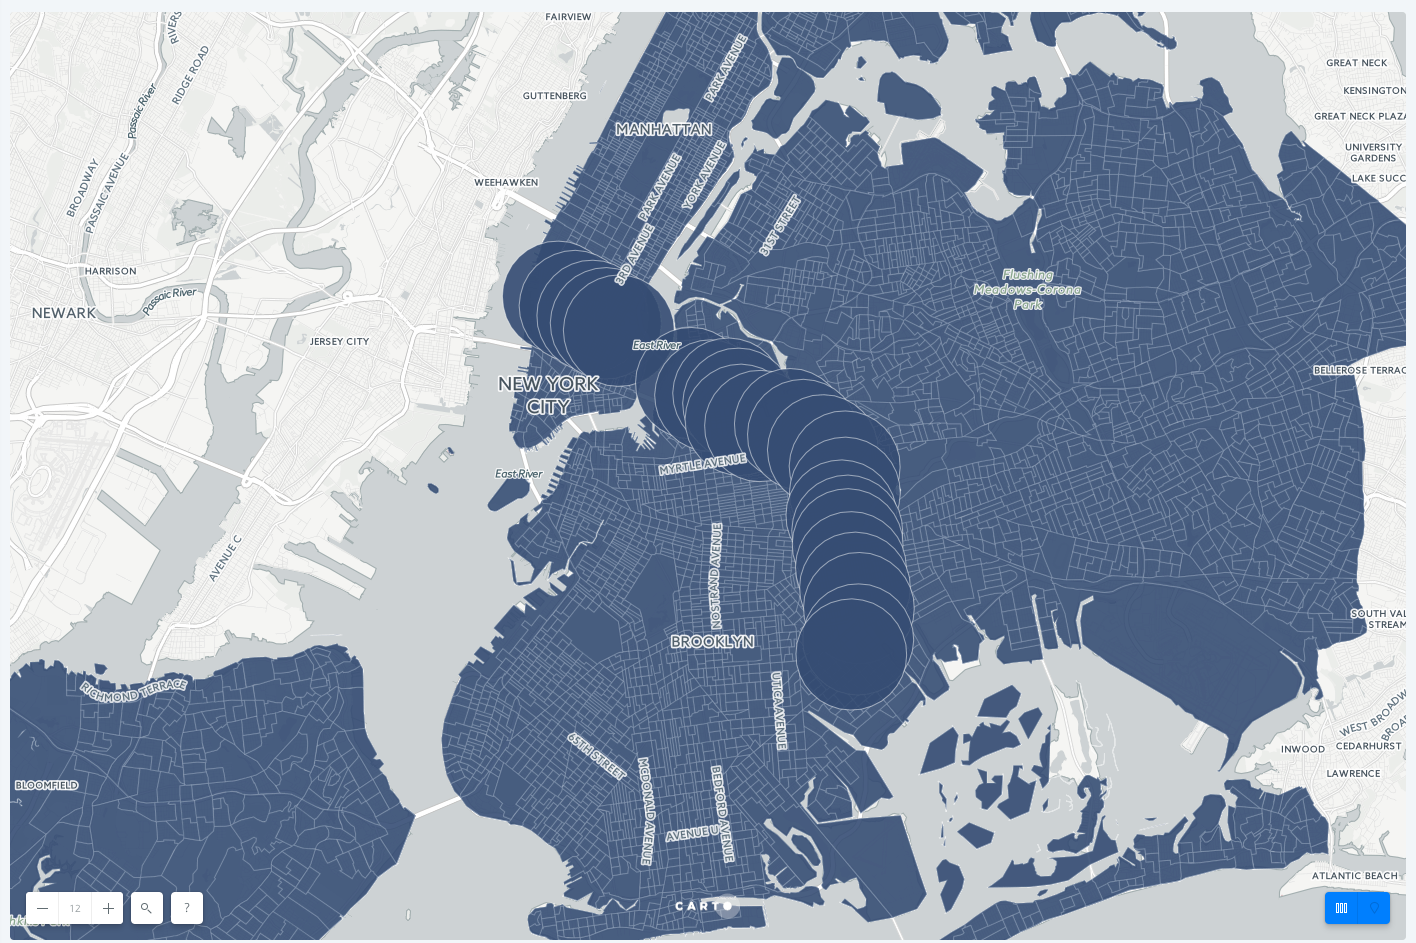 FAIRVIEW
RIVERS
RIDGE ROAD
Passaic River
PARK AVENUE
GREAT NECK
KENSINGTON
GUTTENBERG
MANHATTAN
GREAT NECK PLAZA
UNIVERSITY
GARDENS
BROADWAY
PASSAIC AVENUE
WEEHAWKEN
PARK AVENUE
YORK AVENUE
LAKE SUCC
31ST STREET
3RD AVENUE
HARRISON
Passaic River
Flushing
Meadows-Corona
Park
NEWARK
JERSEY CITY
East River
BELLEROSE TERRAC
NEW YORK
CITY
MYRTLE AVENUE
East River
AVENUE C
NOSTRAND AVENUE
SOUTH VAL
STREAM
BROOKLYN
RICHMOND TERRACE
UTICA AVENUE
WEST BROADW
BROA
65TH STREET
INWOOD
CEDARHURST
LAWRENCE
BLOOMFIELD
MCDONALD AVENUE
BEDFORD AVENUE
AVENUE U
ATLANTIC BEACH
12
?
CARTO